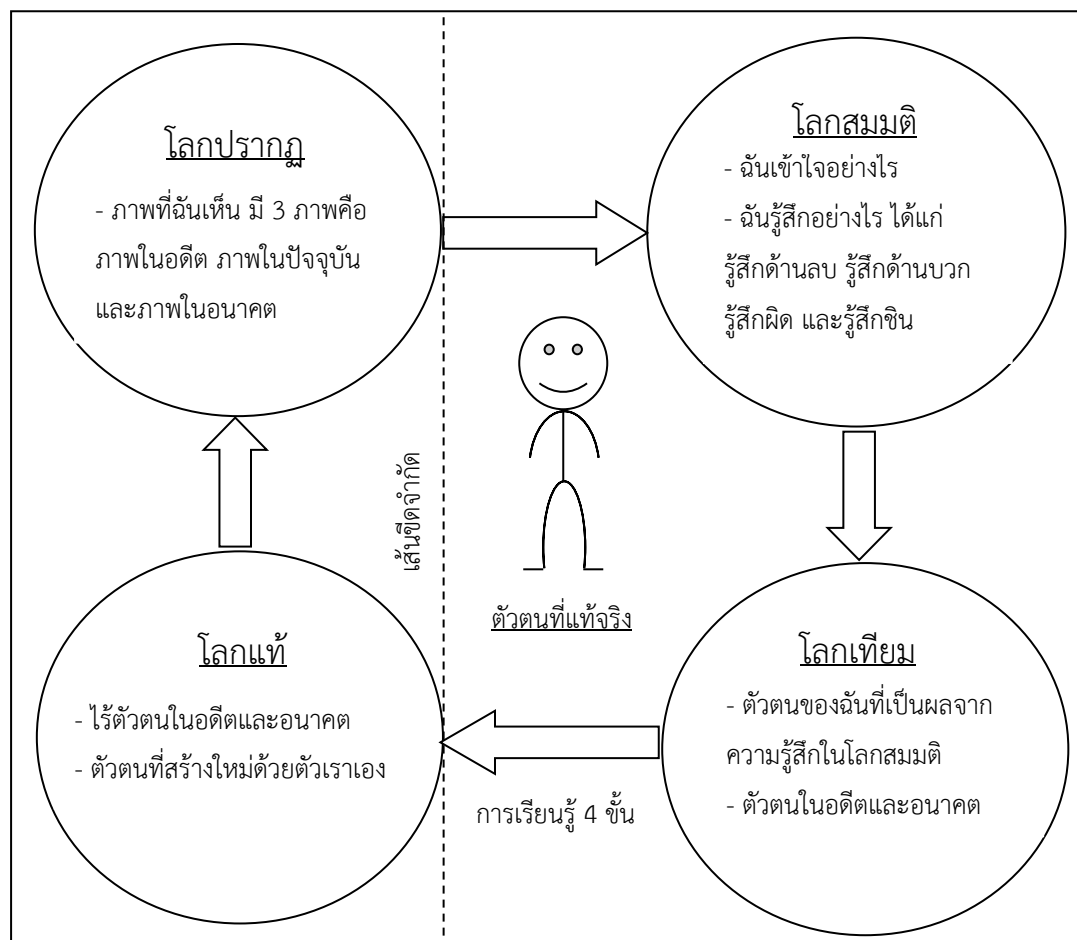 โลกปรากฏ
- ภาพที่ฉันเห็น มี 3 ภาพคือ
ภาพในอดีต ภาพในปัจจุบัน
และภาพในอนาคต
โลกสมมติ
- ฉันเข้าใจอย่างไร
- ฉันรู้สึกอย่างไร ได้แก่
รู้สึกด้านลบ รู้สึกด้านบวก
รู้สึกผิด และรู้สึกชิน
เส้นขีดจำกัด
ตัวตนที่แท้จริง
โลกแท้
- ไร้ตัวตนในอดีตและอนาคต
- ตัวตนที่สร้างใหม่ด้วยตัวเราเอง
การเรียนรู้ 4 ขั้น
โลกเทียม
- ตัวตนของฉันที่เป็นผลจาก
ความรู้สึกในโลกสมมติ
- ตัวตนในอดีตและอนาคต